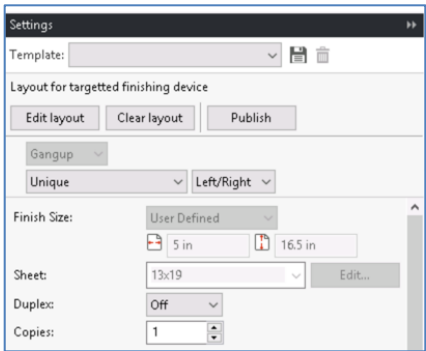 Settings
Template:
Layout for targetted finishing device
Edit layout Clear layout Publish
Gangup
Unique Left/Right
Finish Size: User Defined
5 in 16.5 in
Sheet: 13x19 Edit...
Duplex: Off
Copies: 1